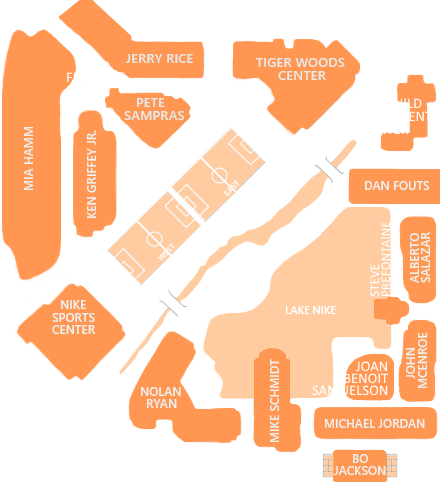 JERRY RICE
TIGER WOODS
CENTER
PETE
SAMPRAS
MIA HAMM
KEN GRIFFEY JR.
DAN FOUTS
EAST
WEST
STEVE
PREFONTAINE
ALBERTO
SALAZAR
NIKE
SPORTS
CENTER
LAKE NIKE
JOHN
MCENROE
NOLAN
RYAN
MIKE SCHMIDT
JOAN
BENOIT
SAMUELSON
MICHAEL JORDAN
BO
JACKSON